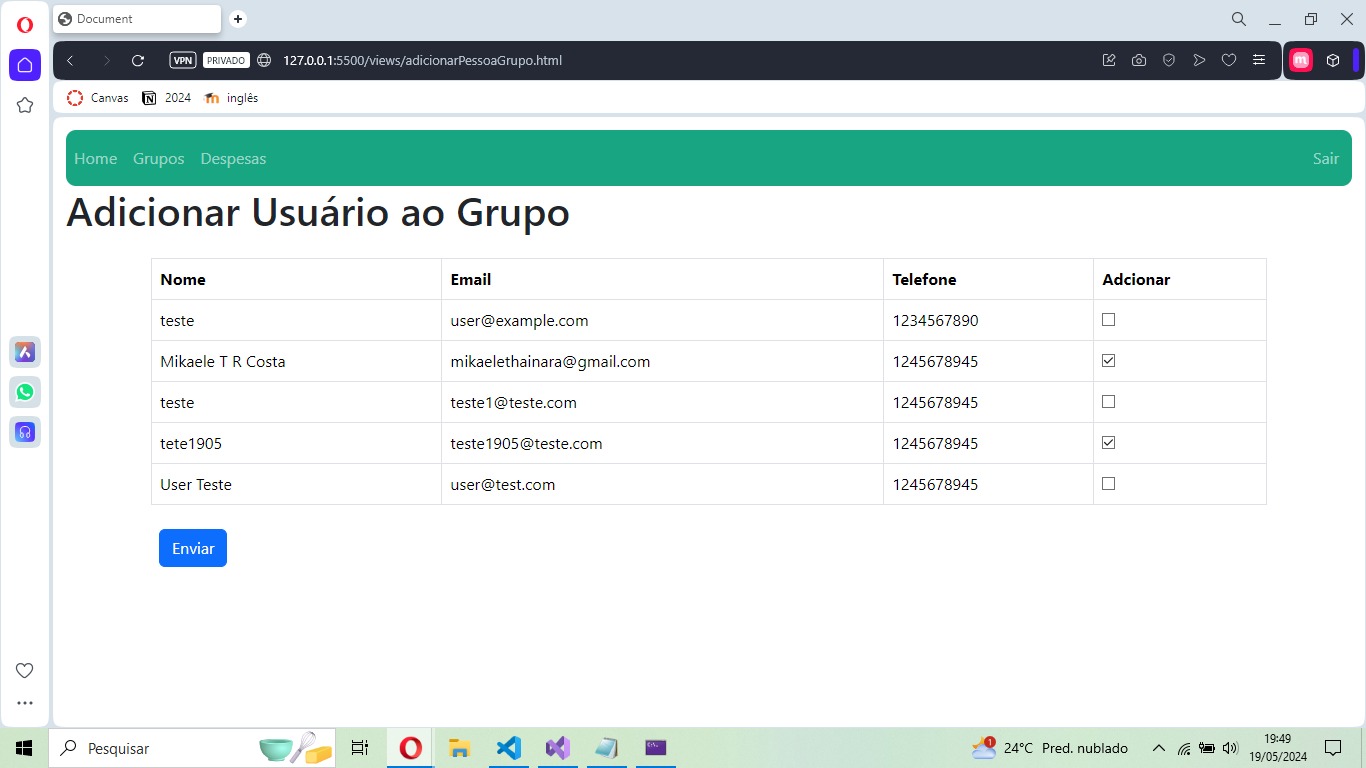 Document
VPN PRIVADO 127.0.0.1:5500/views/adicionarPessoaGrupo.html
Canvas 2024 inglês
Home Grupos Despesas Sair
Adicionar Usuário ao Grupo
Nome Email Telefone Adcionar
teste user@example.com 1234567890
Mikaele T R Costa mikaelethainara@gmail.com 1245678945
teste teste1@teste.com 1245678945
tete1905 teste1905@teste.com 1245678945
User Teste user@test.com 1245678945
Enviar
Pesquisar 1 24°C Pred. nublado 19:49
19/05/2024